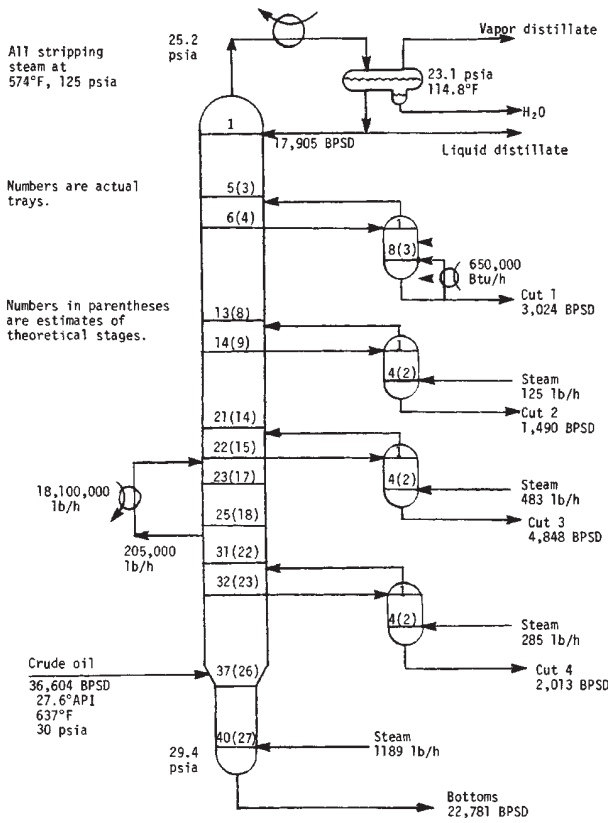 All stripping
steam at
574°F, 125 psia
25.2
psia
Vapor distillate
23.1 psia
114.8°F
H₂O
1
17,905 BPSD
Liquid distillate
Numbers are actual
trays.
5(3)
6(4)
1
8(3)
650,000
Btu/h
Cut 1
3,024 BPSD
Numbers in parentheses
are estimates of
theoretical stages.
13(8)
14(9)
1
4(2)
Steam
125 lb/h
Cut 2
1,490 BPSD
21(14)
22(15)
23(17)
1
4(2)
Steam
483 lb/h
Cut 3
4,848 BPSD
18,100,000
lb/h
25(18)
205,000
lb/h
31(22)
32(23)
1
4(2)
Steam
285 lb/h
Cut 4
2,013 BPSD
Crude oil
36,604 BPSD
27.6°API
637°F
30 psia
37(26)
40(27)
Steam
1189 lb/h
29.4
psia
Bottoms
22,781 BPSD